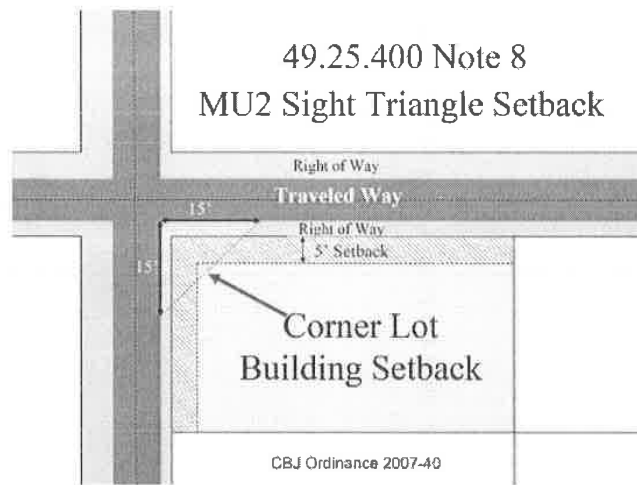 49.25.400 Note 8
MU2 Sight Triangle Setback
Right of Way
Traveled Way
15'
Right of Way
5' Setback
15'
Corner Lot
Building Setback
CBJ Ordinance 2007-40